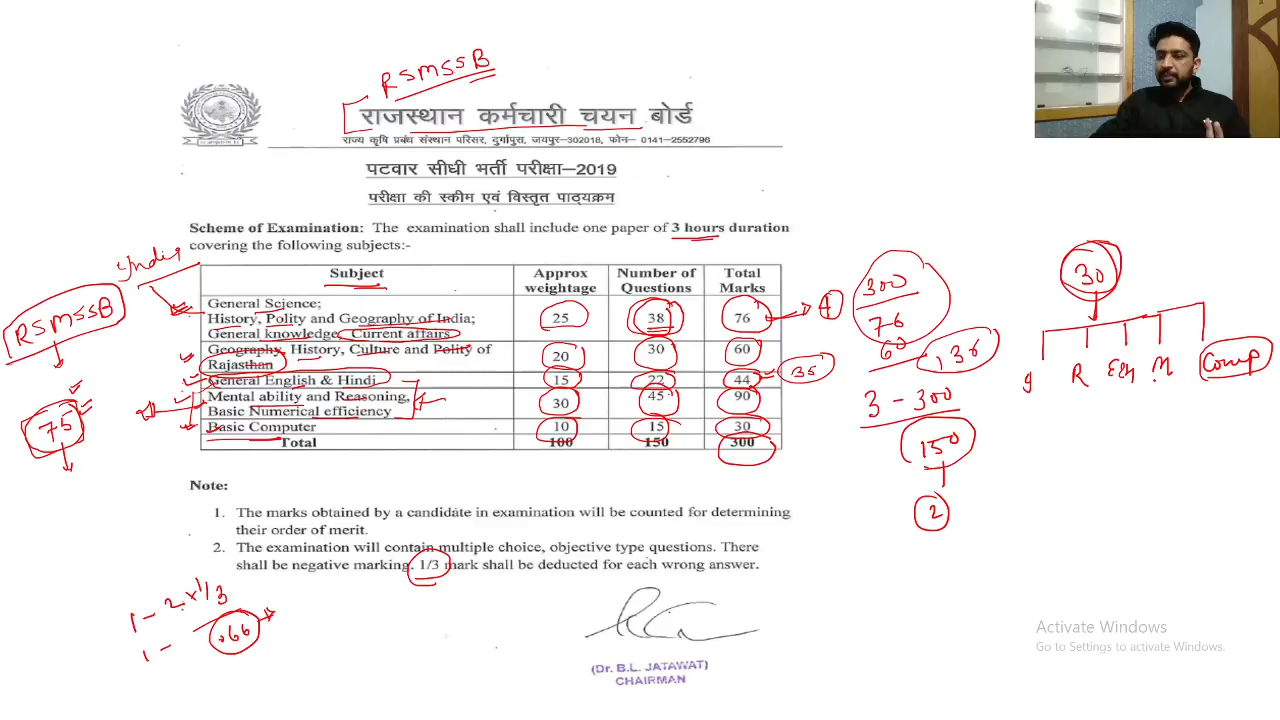 RSMSSB
राजस्थान कर्मचारी चयन बोर्ड
राज्य कृषि प्रबंध संस्थान परिसर, दुर्गापुरा, जयपुर-302018, फोन- 0141-2552796
पटवार सीधी भर्ती परीक्षा-2019
परीक्षा की स्कीम एवं विस्तृत पाठ्यक्रम
Scheme of Examination: The examination shall include one paper of 3 hours duration
covering the following subjects:-
India
RSMSSB
75
Subject Approx weightage Number of Questions Total Marks
General Science;
History, Polity and Geography of India;
General knowledge, Current affairs 25 38 76
Geography, History, Culture and Polity of
Rajasthan 20 30 60
General English & Hindi 15 22 44
Mental ability and Reasoning,
Basic Numerical efficiency 30 45 90
Basic Computer 10 15 30
Total 100 150 300
35
300
76
60
136
3 - 300
150
2
30
R
M
Comp
Note:
1. The marks obtained by a candidate in examination will be counted for determining
their order of merit.
2. The examination will contain multiple choice, objective type questions. There
shall be negative marking. 1/3 mark shall be deducted for each wrong answer.
1 - 2 x 1/3
1 - .66
(Dr. B.L. JATAWAT)
CHAIRMAN
Activate Windows
Go to Settings to activate Windows.